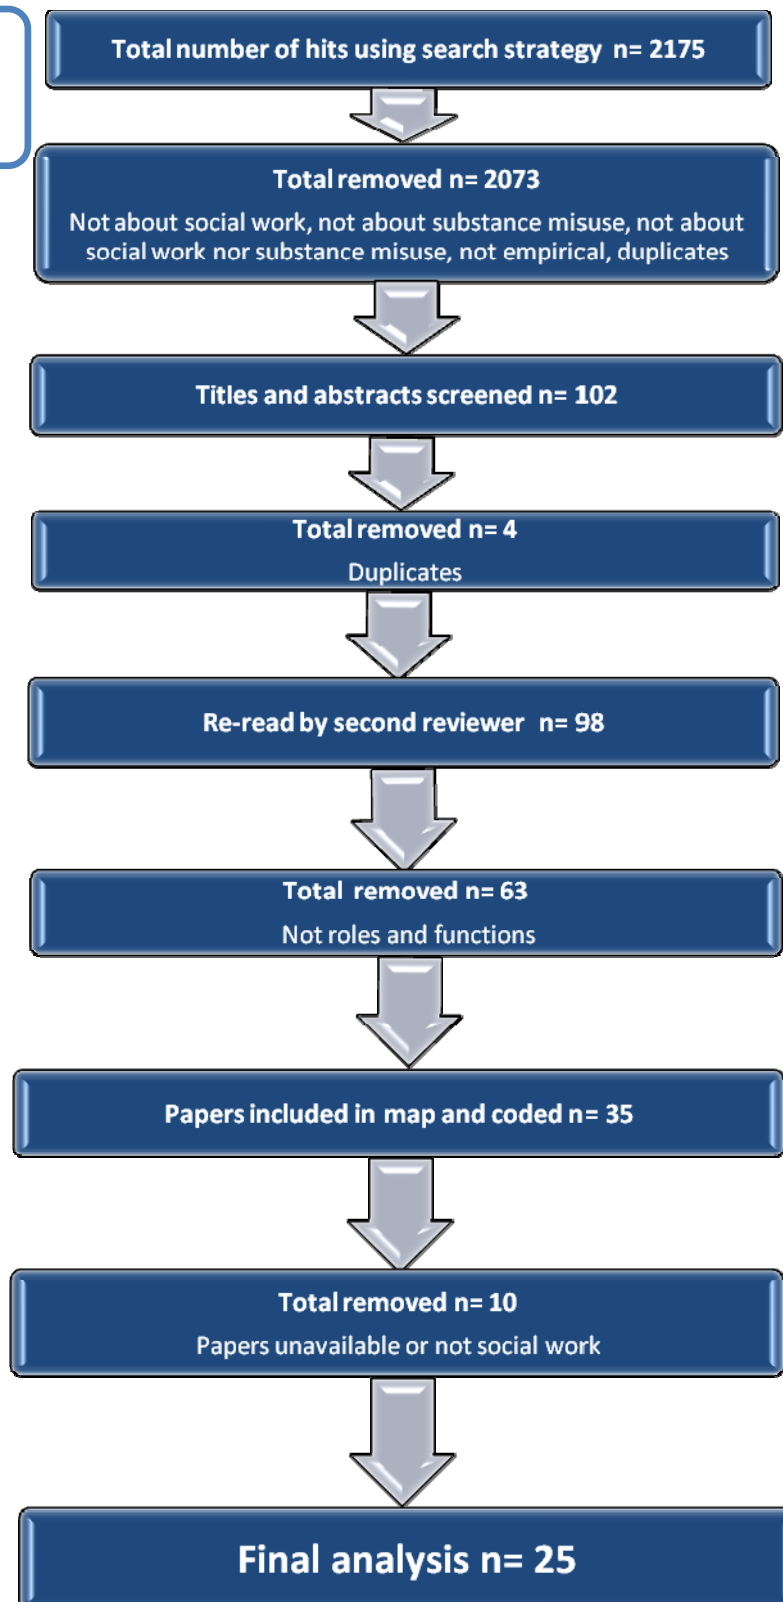 Total number of hits using search strategy n= 2175
Total removed n= 2073
Not about social work, not about substance misuse, not about
social work nor substance misuse, not empirical, duplicates
Titles and abstracts screened n= 102
Total removed n= 4
Duplicates
Re-read by second reviewer n= 98
Total removed n= 63
Not roles and functions
Papers included in map and coded n= 35
Total removed n= 10
Papers unavailable or not social work
Final analysis n= 25